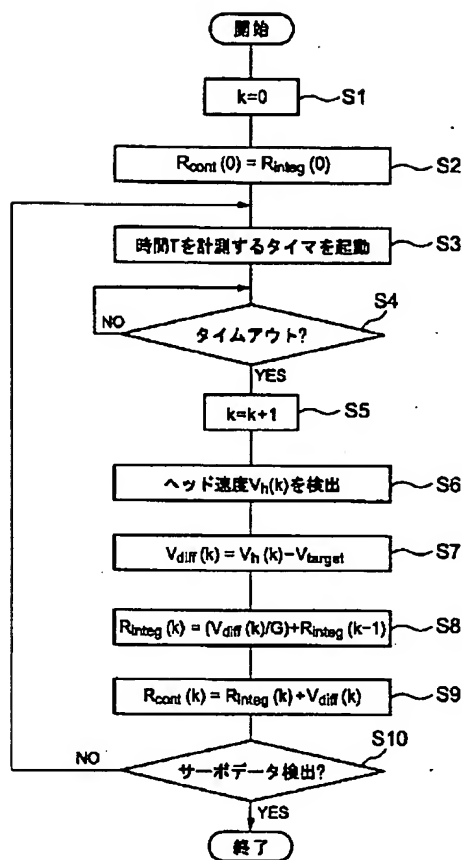 開始
k=0
S1
Rcont(0)=Rinteg(0)
S2
時間Tを計測するタイマを起動
S3
S4
タイムアウト?
NO
YES
k=k+1
S5
ヘッド速度Vh(k)を検出
S6
Vdiff(k)=Vh(k)-Vtarget
S7
Rinteg(k)=(Vdiff(k)/G)+Rinteg(k-1)
S8
Rcont(k)=Rinteg(k)+Vdiff(k)
S9
S10
NO
サーボデータ検出?
YES
終了